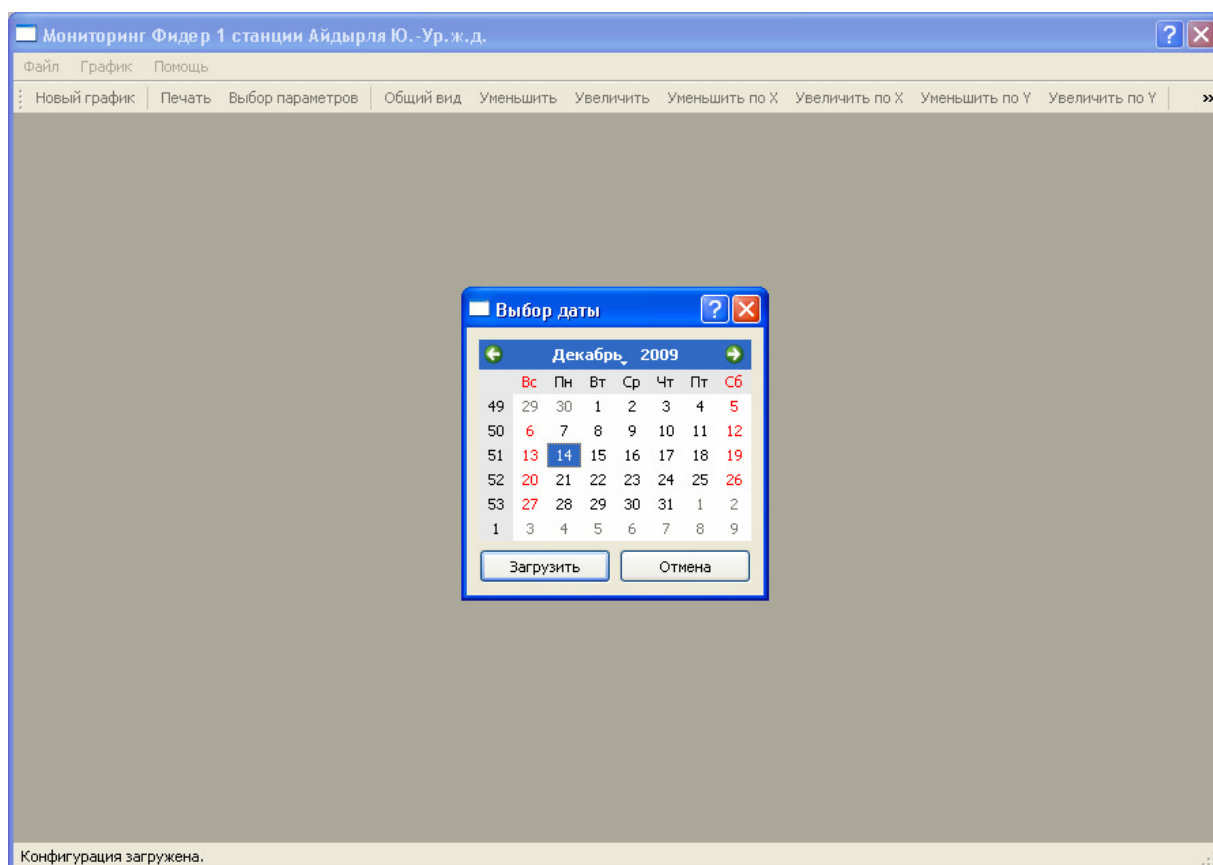 Мониторинг Фидер 1 станции Айдырля Ю.-Ур.ж.д.
Файл График Помощь
Новый график Печать Выбор параметров Общий вид Уменьшить Увеличить Уменьшить по X Увеличить по X Уменьшить по Y Увеличить по Y »
Выбор даты
Декабрь 2009
Вс Пн Вт Ср Чт Пт Сб
49 29 30 1 2 3 4 5
50 6 7 8 9 10 11 12
51 13 14 15 16 17 18 19
52 20 21 22 23 24 25 26
53 27 28 29 30 31 1 2
1 3 4 5 6 7 8 9
Загрузить Отмена
Конфигурация загружена.